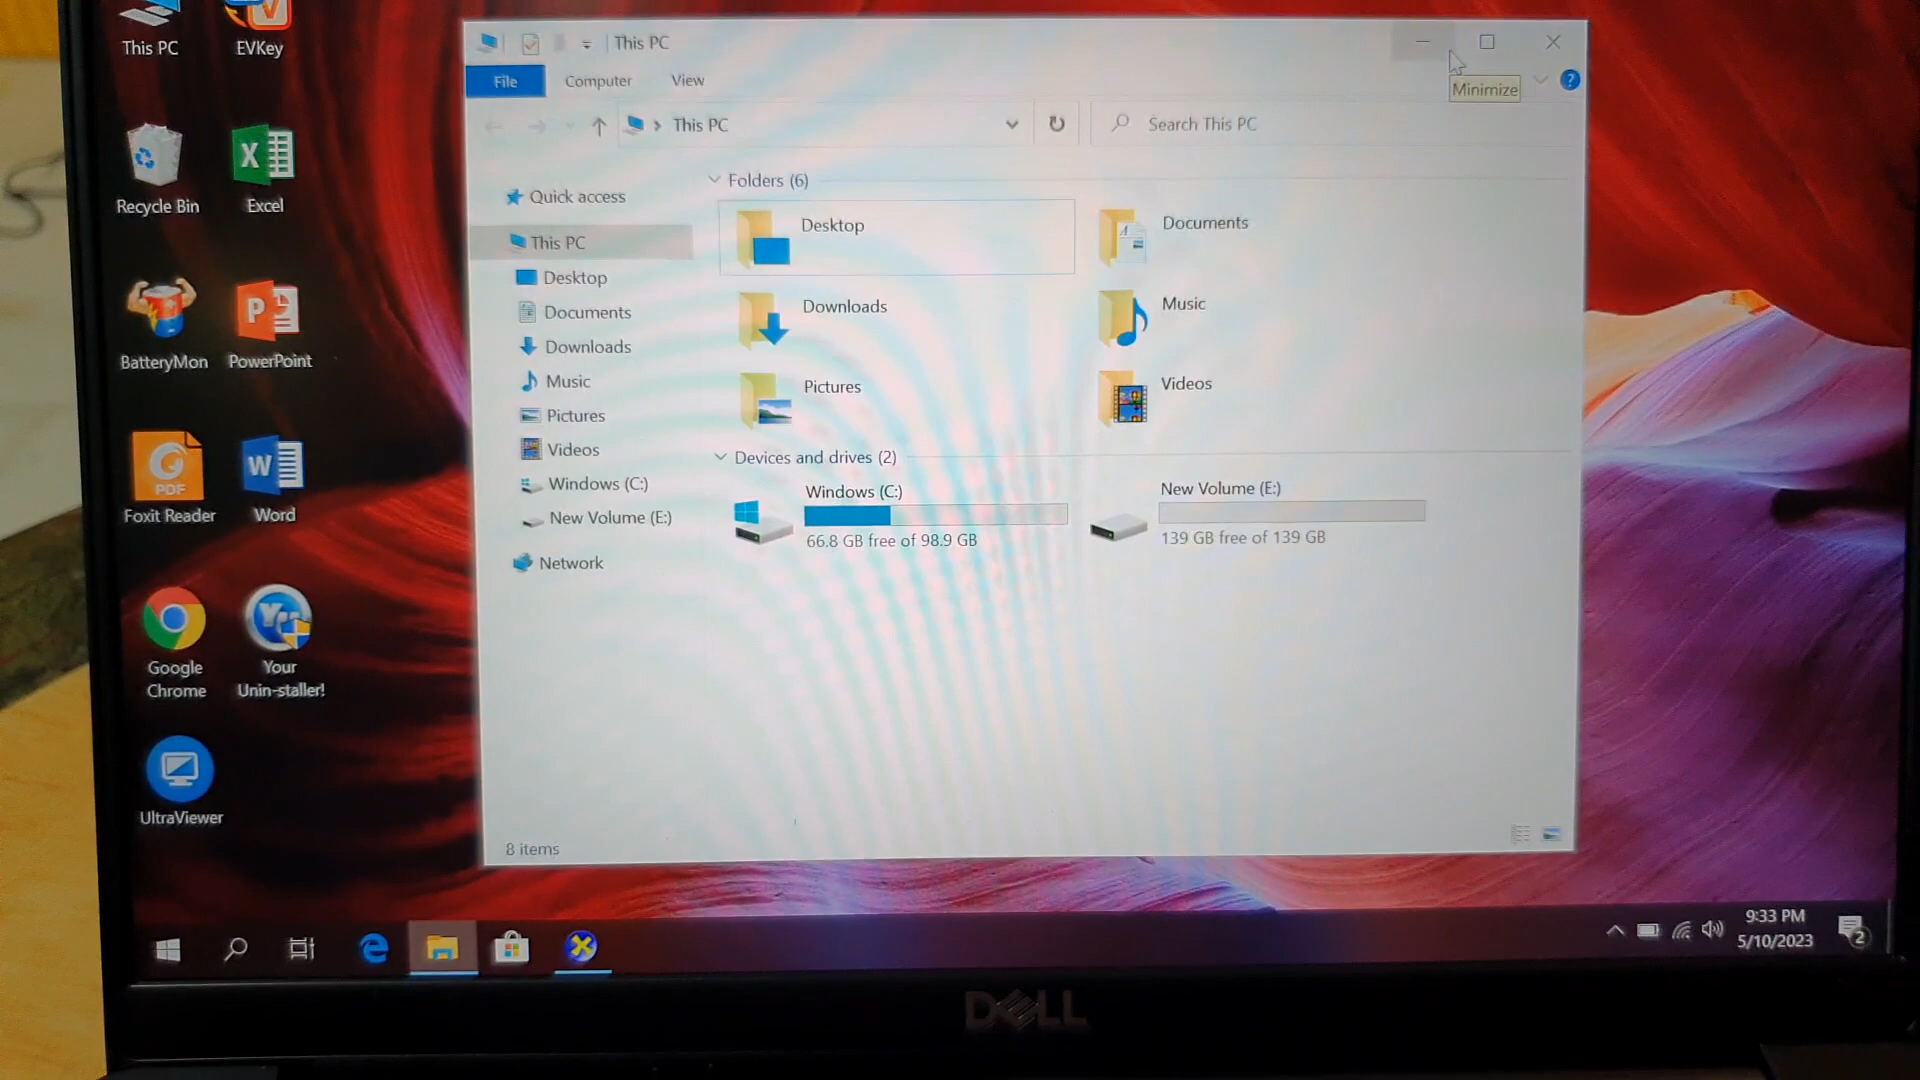 This PC
EVKey
Recycle Bin
Excel
BatteryMon
PowerPoint
PDF
Foxit Reader
Word
Google
Chrome
Your
Unin-staller!
UltraViewer
This PC
File
Computer
View
Minimize
This PC
Search This PC
Quick access
This PC
Desktop
Documents
Downloads
Music
Pictures
Videos
Windows (C:)
New Volume (E:)
Network
Folders (6)
Desktop
Documents
Downloads
Music
Pictures
Videos
Devices and drives (2)
Windows (C:)
66.8 GB free of 98.9 GB
New Volume (E:)
139 GB free of 139 GB
8 items
9:33 PM
5/10/2023
2
DELL